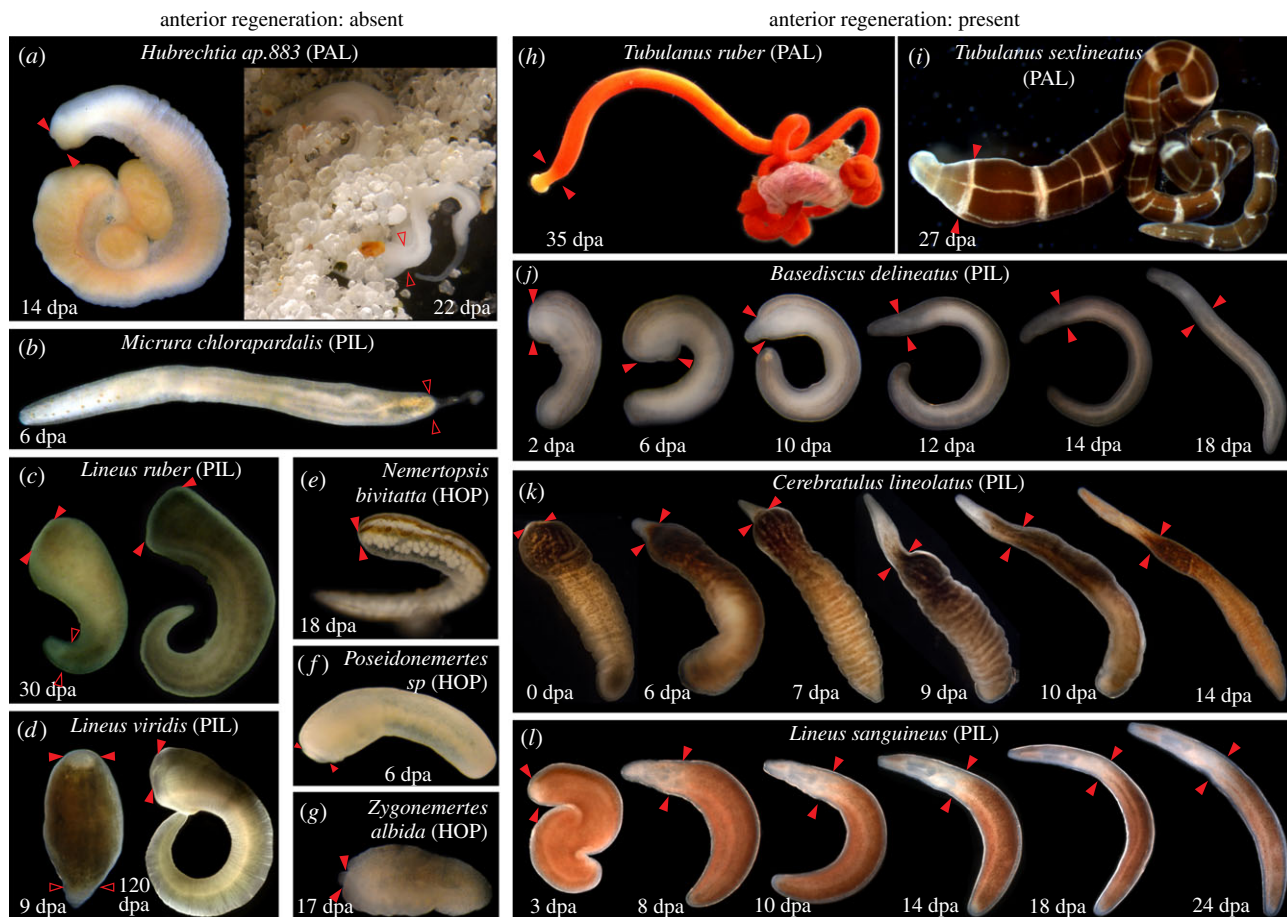 anterior regeneration: absent
anterior regeneration: present
(a) Hubrechtia ap.883 (PAL)
14 dpa
22 dpa
(b) Micrura chlorapardalis (PIL)
6 dpa
(c) Lineus ruber (PIL)
30 dpa
(d) Lineus viridis (PIL)
9 dpa
120
dpa
(e) Nemertopsis
bivitatta (HOP)
18 dpa
(f) Poseidonemertes
sp (HOP)
6 dpa
(g) Zygonemertes
albida (HOP)
17 dpa
(h) Tubulanus ruber (PAL)
35 dpa
Tubulanus sexlineatus (i)
(PAL)
27 dpa
(j) Basediscus delineatus (PIL)
2 dpa 6 dpa 10 dpa 12 dpa 14 dpa 18 dpa
(k) Cerebratulus lineolatus (PIL)
0 dpa 6 dpa 7 dpa 9 dpa 10 dpa 14 dpa
(l) Lineus sanguineus (PIL)
3 dpa 8 dpa 10 dpa 14 dpa 18 dpa 24 dpa